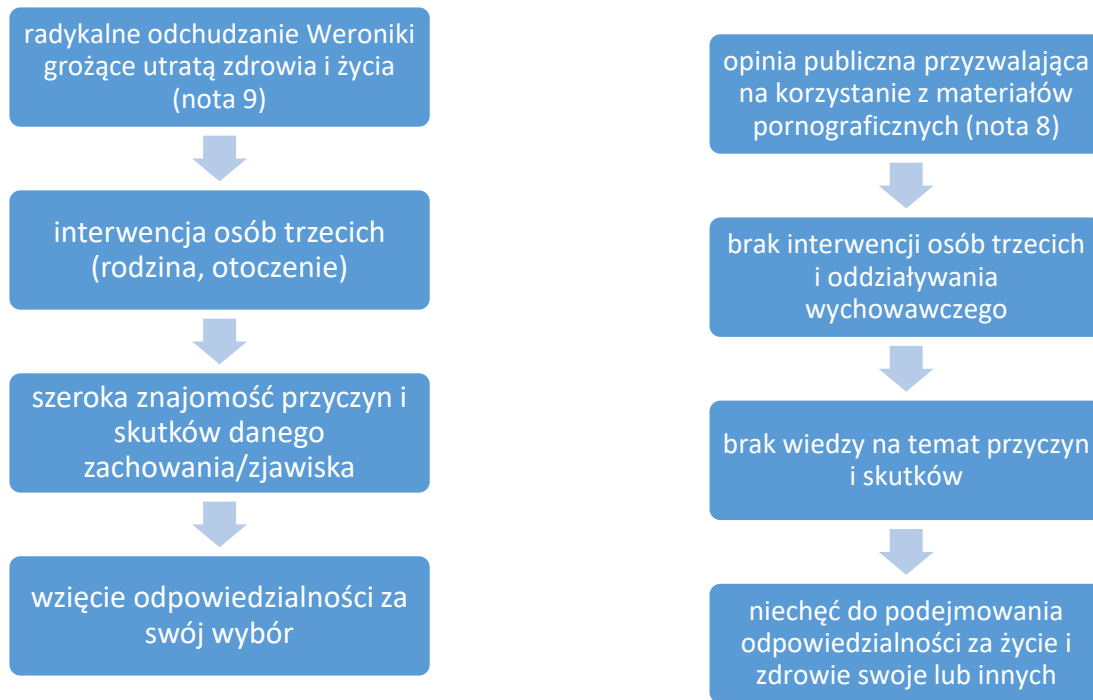 radykalne odchudzanie Weroniki
grożące utratą zdrowia i życia
(nota 9)
interwencja osób trzecich
(rodzina, otoczenie)
szeroka znajomość przyczyn i
skutków danego
zachowania/zjawiska
wzięcie odpowiedzialności za
swój wybór
opinia publiczna przyzwalająca
na korzystanie z materiałów
pornograficznych (nota 8)
brak interwencji osób trzecich
i oddziaływania
wychowawczego
brak wiedzy na temat przyczyn
i skutków
niechęć do podejmowania
odpowiedzialności za życie i
zdrowie swoje lub innych